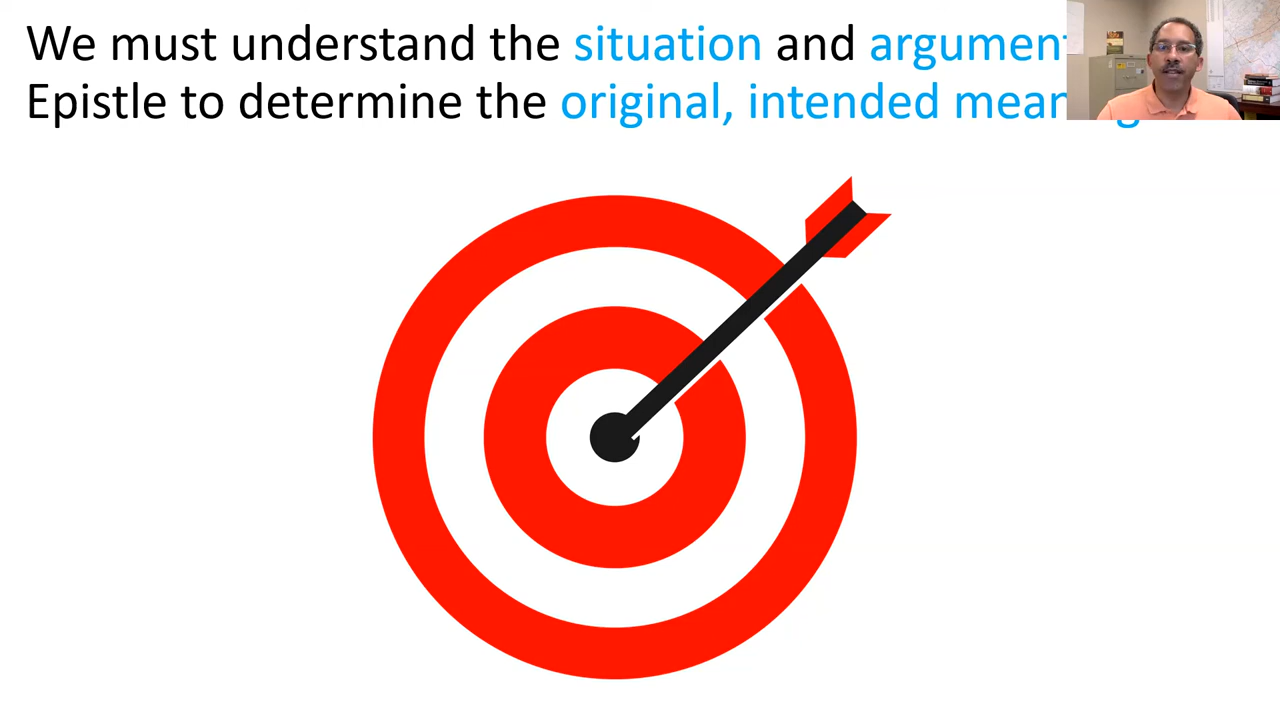 We must understand the situation and argument
Epistle to determine the original, intended